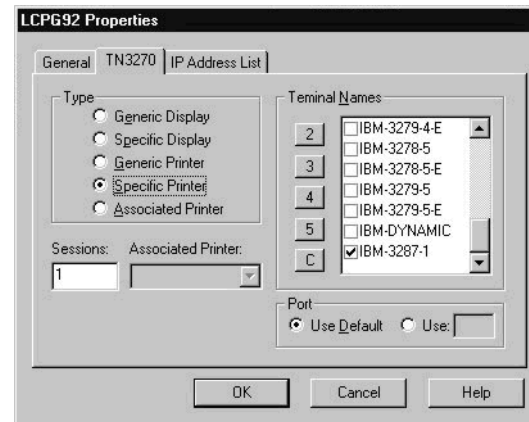 LCPG92 Properties
General TN3270 IP Address List
Type
Generic Display
Specific Display
Generic Printer
Specific Printer
Associated Printer
Sessions: Associated Printer:
1
Teminal Names
2
3
4
5
C
IBM-3279-4-E
IBM-3278-5
IBM-3278-5-E
IBM-3279-5
IBM-3279-5-E
IBM-DYNAMIC
IBM-3287-1
Port
Use Default Use:
OK Cancel Help